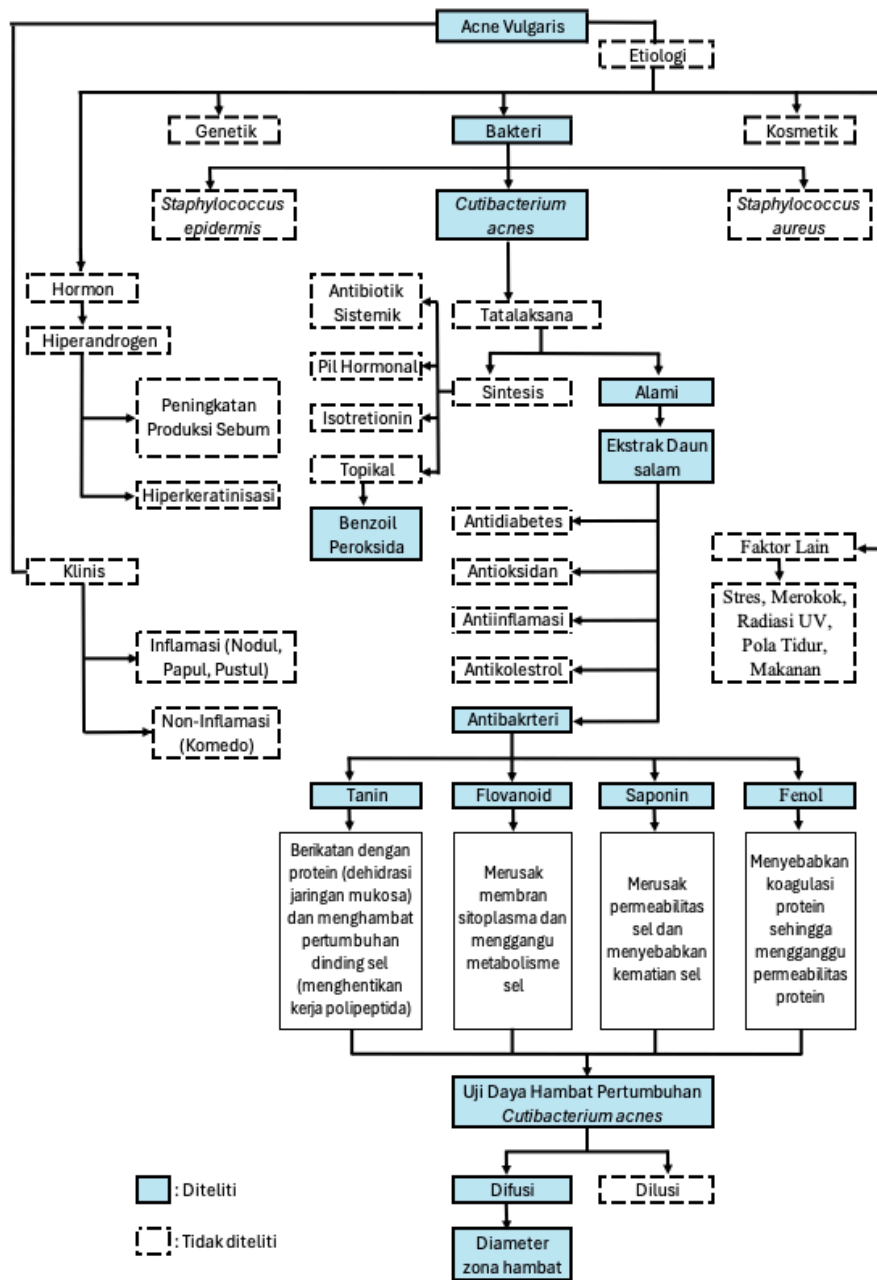 Acne Vulgaris
Etiologi
Genetik
Bakteri
Kosmetik
Staphylococcus
epidermis
Cutibacterium
acnes
Staphylococcus
aureus
Hormon
Hiperandrogen
Peningkatan
Produksi Sebum
Hiperkeratinisasi
Antibiotik
Sistemik
Pil Hormonal
Isotretionin
Topikal
Benzoil
Peroksida
Tatalaksana
Sintesis
Alami
Ekstrak Daun
salam
Antidiabetes
Antioksidan
Antiinflamasi
Antikolestrol
Antibakrteri
Faktor Lain
Stres, Merokok,
Radiasi UV,
Pola Tidur,
Makanan
Klinis
Inflamasi (Nodul,
Papul, Pustul)
Non-Inflamasi
(Komedo)
Tanin
Flovanoid
Saponin
Fenol
Berikatan dengan
protein (dehidrasi
jaringan mukosa)
dan menghambat
pertumbuhan
dinding sel
(menghentikan
kerja polipeptida)
Merusak
membran
sitoplasma dan
menggangu
metabolisme
sel
Merusak
permeabilitas
sel dan
menyebabkan
kematian sel
Menyebabkan
koagulasi
protein
sehingga
mengganggu
permeabilitas
protein
Uji Daya Hambat Pertumbuhan
Cutibacterium acnes
Difusi
Dilusi
Diameter
zona hambat
: Diteliti
: Tidak diteliti